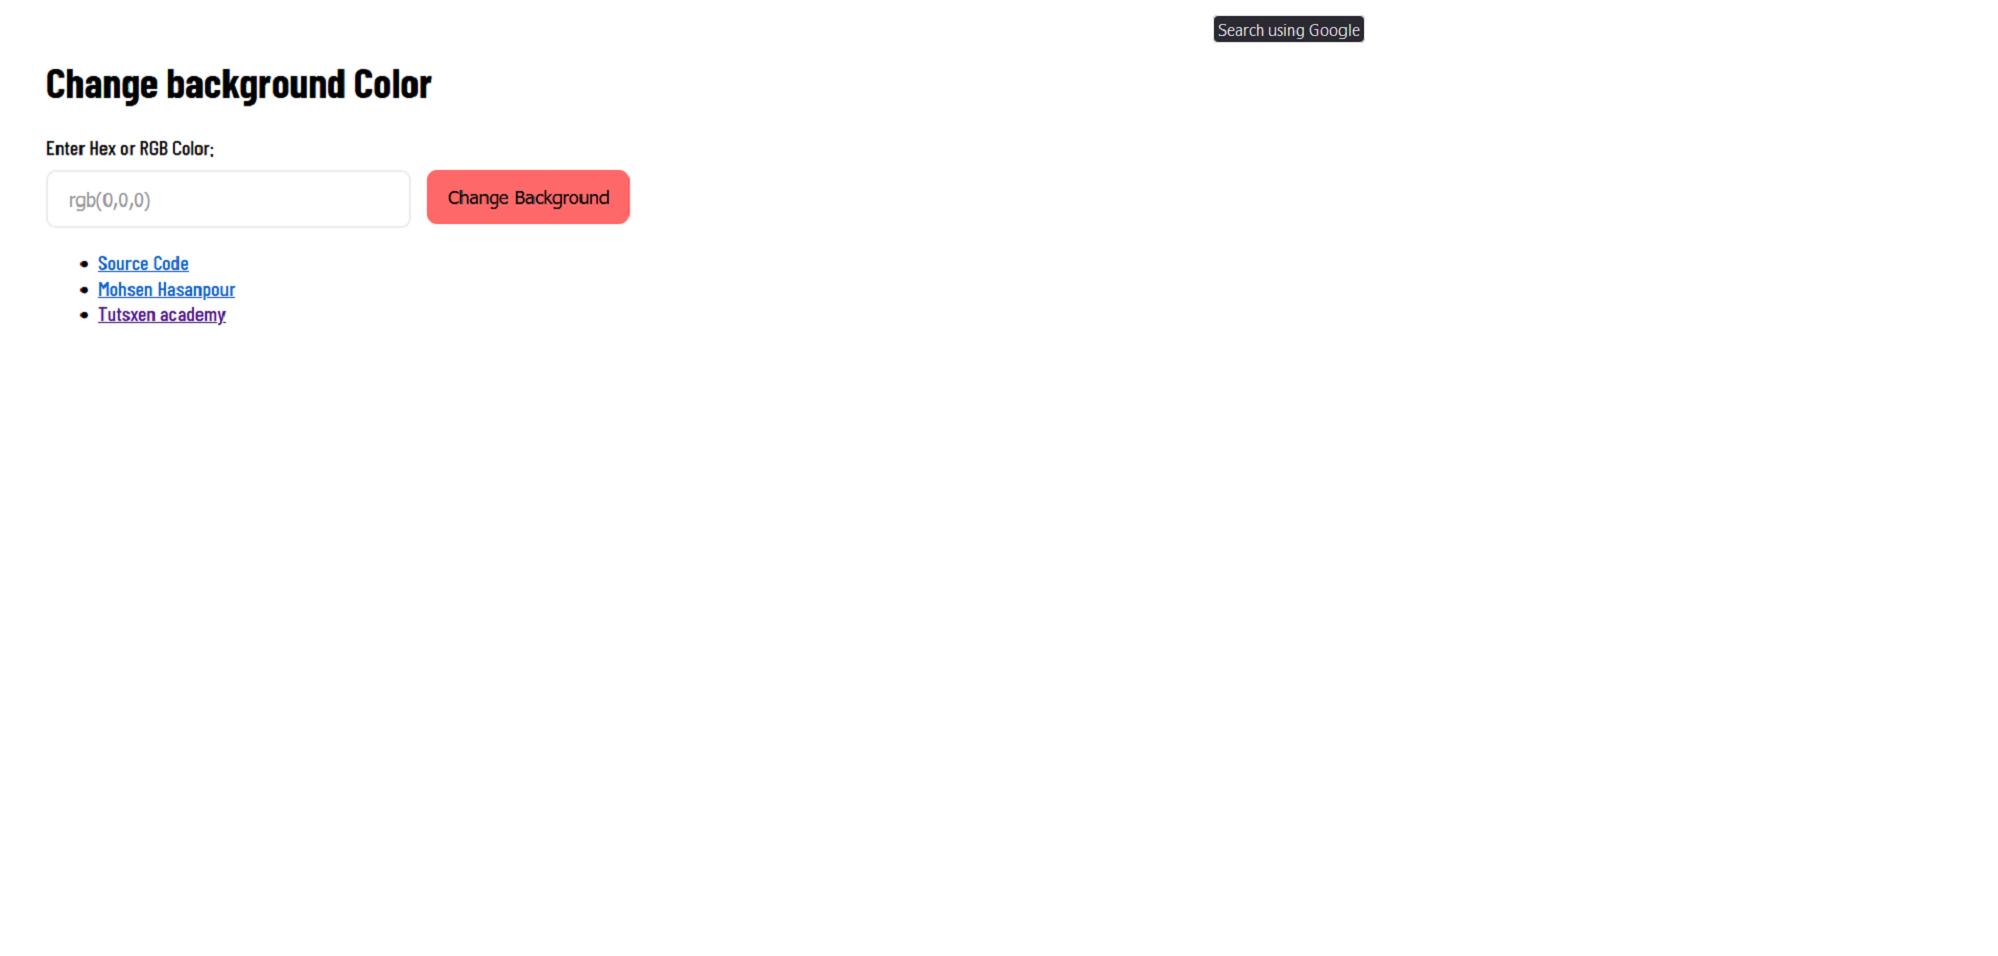 Search using Google
Change background Color
Enter Hex or RGB Color:
rgb(0,0,0)
Change Background
Source Code
Mohsen Hasanpour
Tutsxen academy